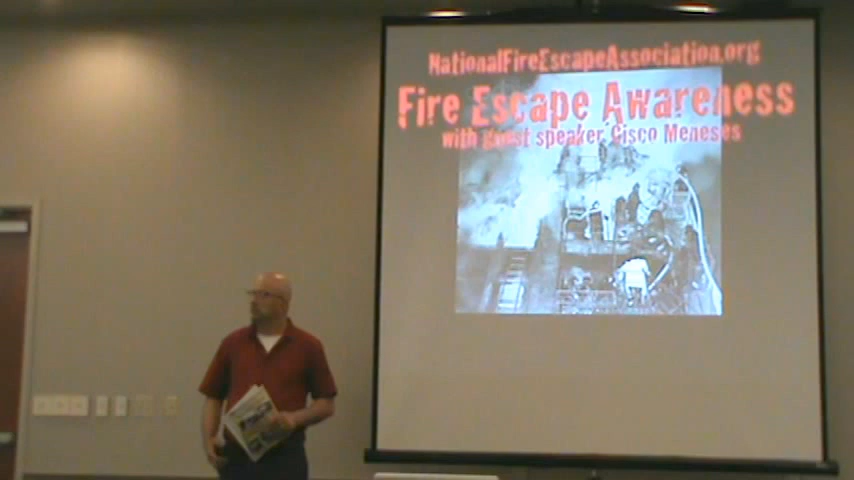 NationalFireEscapeAssociation.org
Fire Escape Awareness
with guest speaker Cisco Meneses